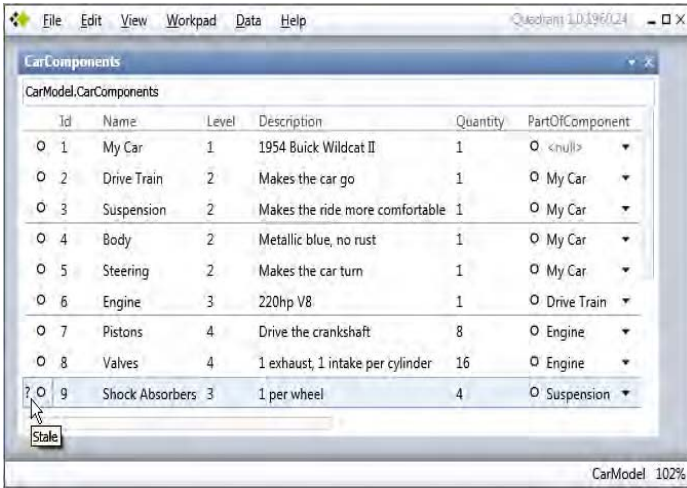 File Edit View Workpad Data Help Quadrant 1.0.1960.24
CarComponents
CarModel.CarComponents
Id Name Level Description Quantity PartOfComponent
1 My Car 1 1954 Buick Wildcat II 1 <null>
2 Drive Train 2 Makes the car go 1 My Car
3 Suspension 2 Makes the ride more comfortable 1 My Car
4 Body 2 Metallic blue, no rust 1 My Car
5 Steering 2 Makes the car turn 1 My Car
6 Engine 3 220hp V8 1 Drive Train
7 Pistons 4 Drive the crankshaft 8 Engine
8 Valves 4 1 exhaust, 1 intake per cylinder 16 Engine
? 9 Shock Absorbers 3 1 per wheel 4 Suspension
Stale
CarModel 102%